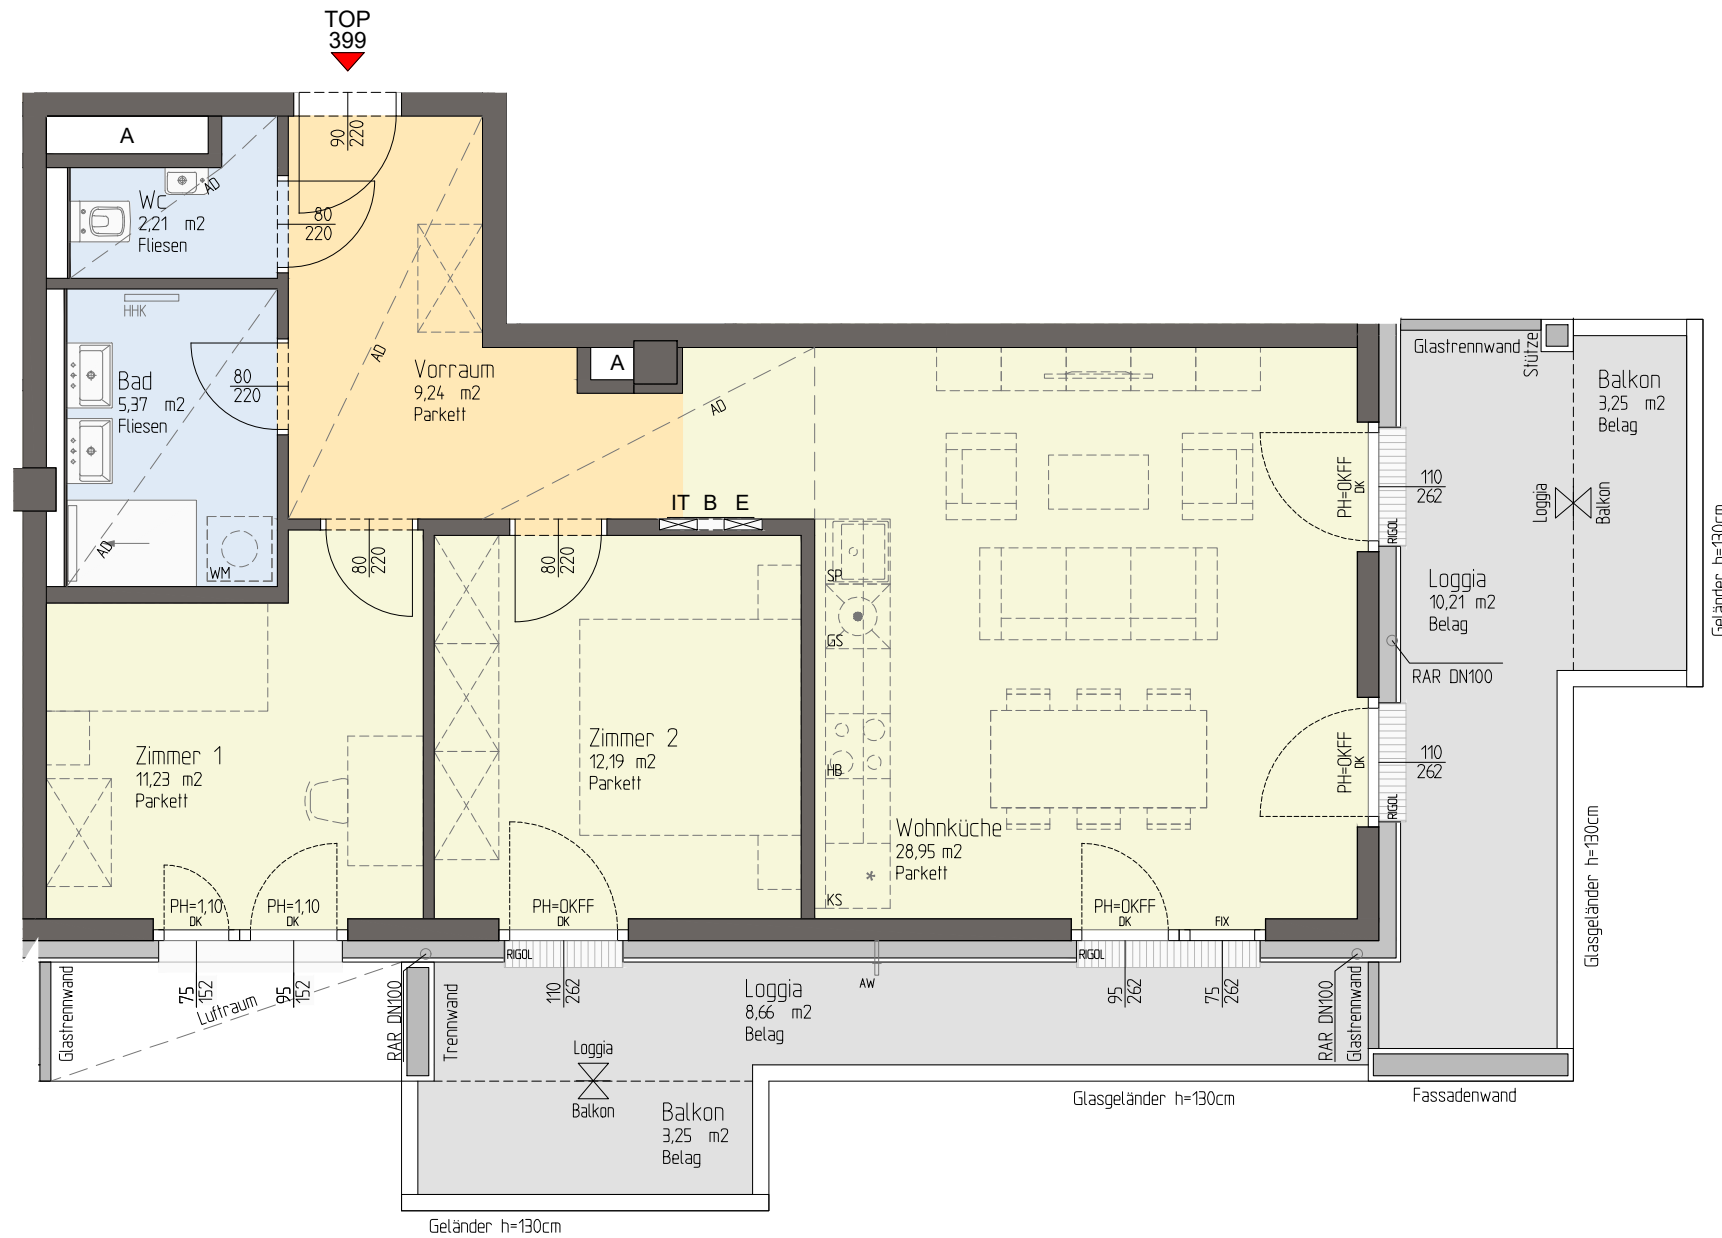 TOP
399
A
90
220
AD
Wc
2,21 m2
Fliesen
80
220
HHK
Bad
5,37 m2
Fliesen
80
220
AD
WM
AD
Vorraum
9,24 m2
Parkett
A
AD
IT B E
80
220
80
220
Zimmer 1
11,23 m2
Parkett
PH=1,10
DK
PH=1,10
DK
Zimmer 2
12,19 m2
Parkett
PH=OKFF
DK
SP
GS
HB
KS
Wohnküche
28,95 m2
Parkett
PH=OKFF
DK
FIX
PH=OKFF
DK
RIGOL
110
262
PH=OKFF
DK
RIGOL
110
262
Glastrennwand
Stütze
Balkon
3,25 m2
Belag
Loggia
Balkon
Loggia
10,21 m2
Belag
RAR DN100
Geländer h=130cm
Glasgeländer h=130cm
Glastrennwand
75
152
95
152
Luftraum
RAR DN100
Trennwand
RIGOL
110
262
Loggia
8,66 m2
Belag
AW
RIGOL
95
262
75
262
RAR DN100
Glastrennwand
Loggia
Balkon
Balkon
3,25 m2
Belag
Glasgeländer h=130cm
Fassadenwand
Geländer h=130cm